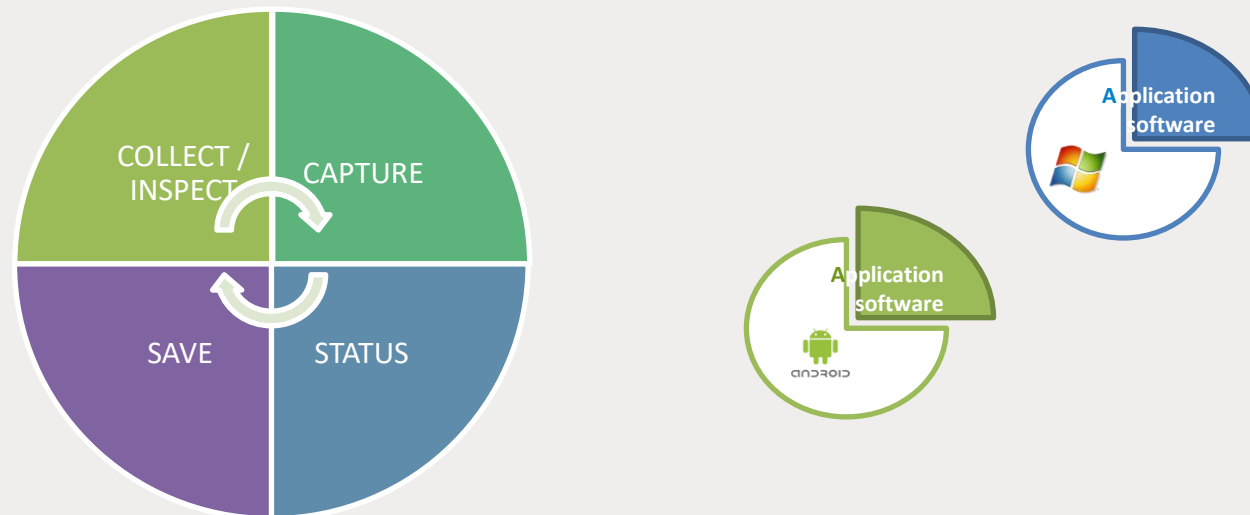 COLLECT /
INSPECT
CAPTURE
SAVE
STATUS
Application
software
Application
software
ANDROID